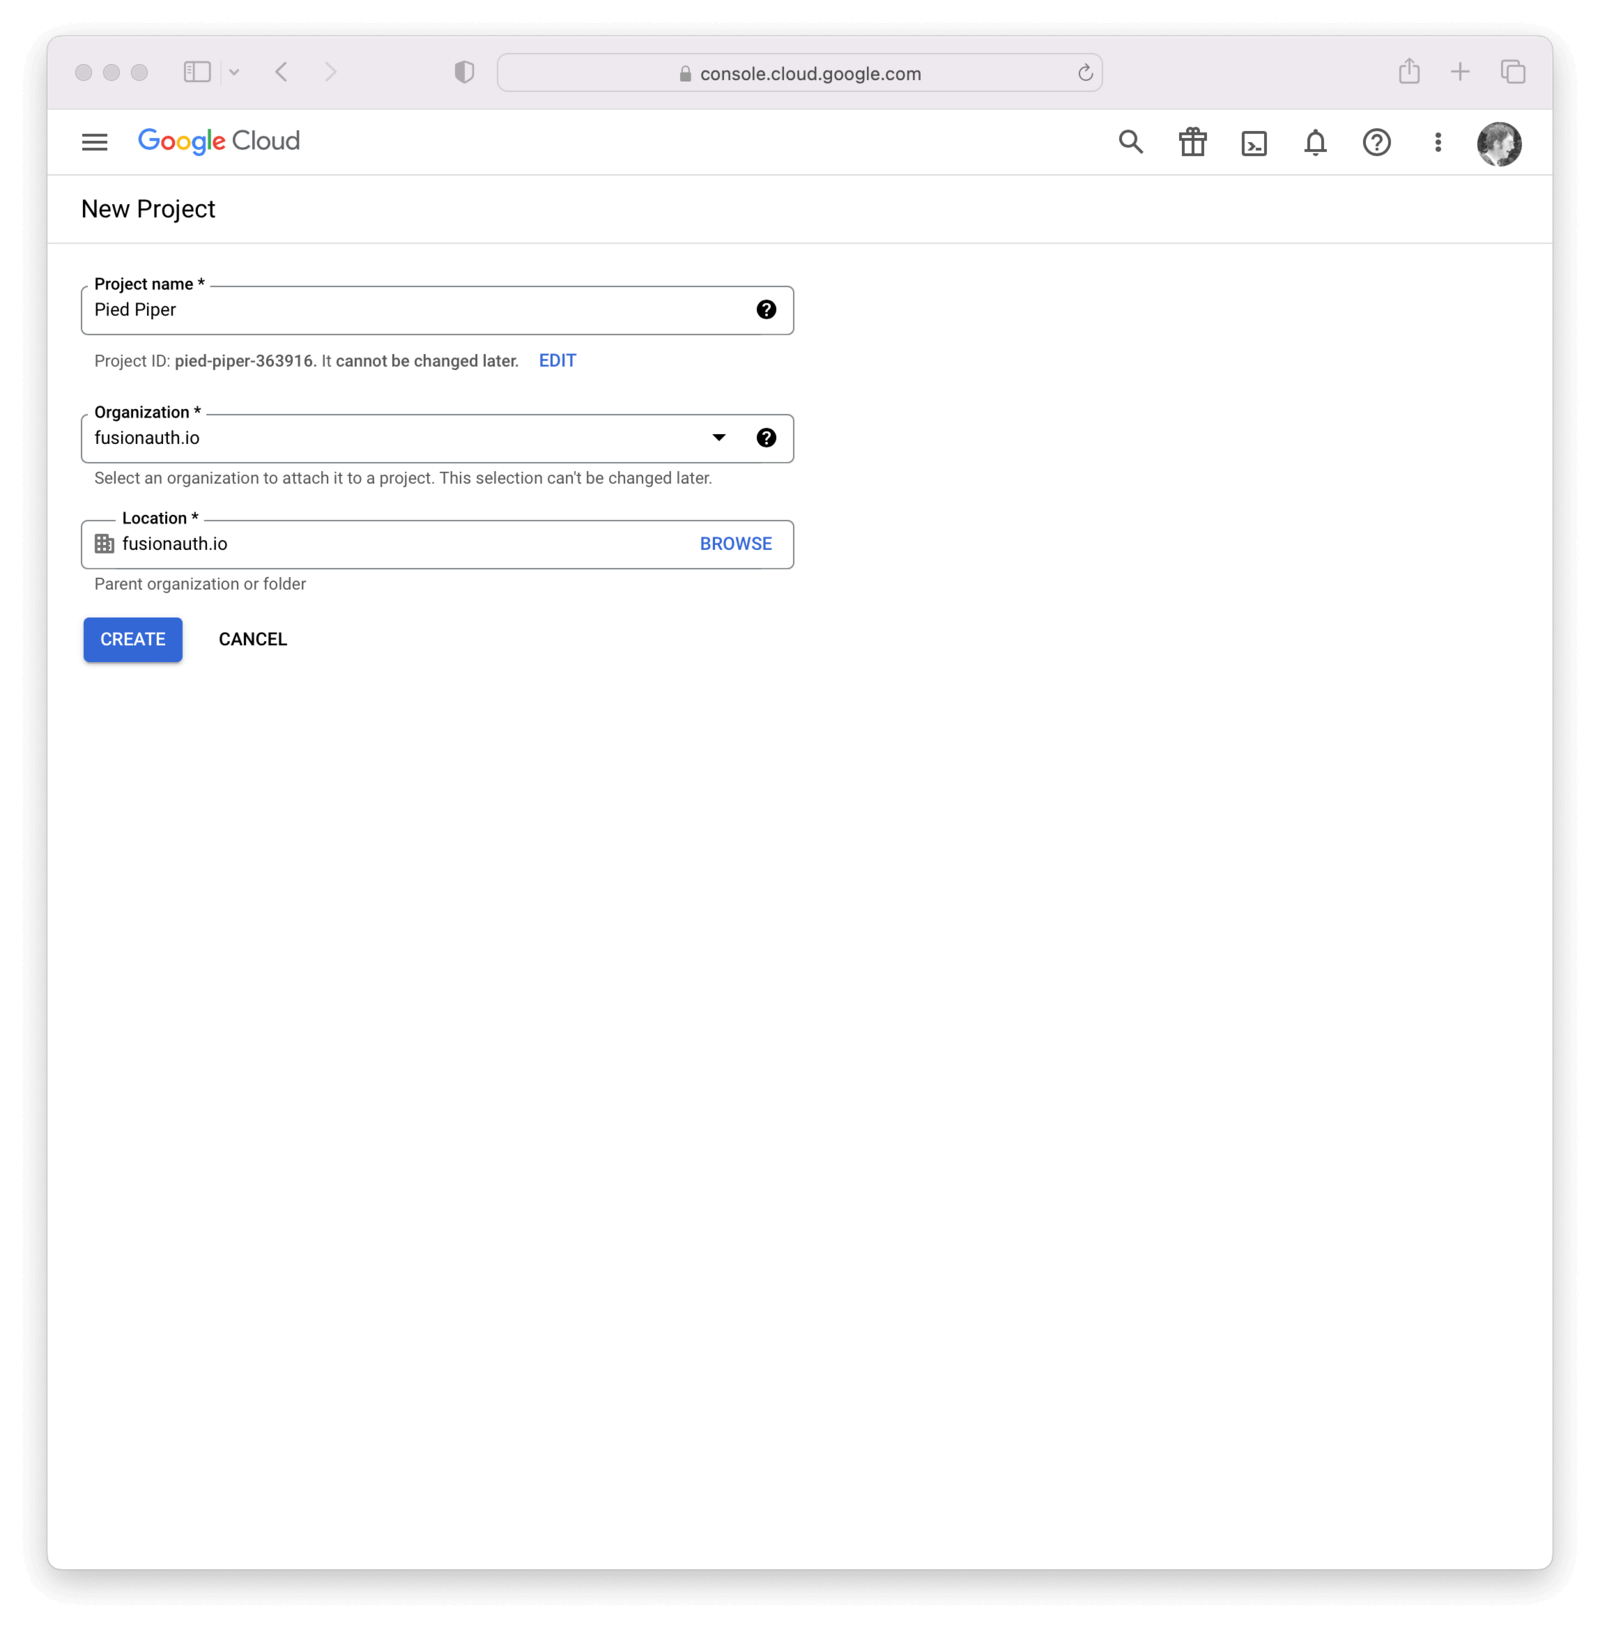 console.cloud.google.com
Google Cloud
New Project
Project name *
Pied Piper
Project ID: pied-piper-363916. It cannot be changed later. EDIT
Organization *
fusionauth.io
Select an organization to attach it to a project. This selection can't be changed later.
Location *
fusionauth.io BROWSE
Parent organization or folder
CREATE CANCEL